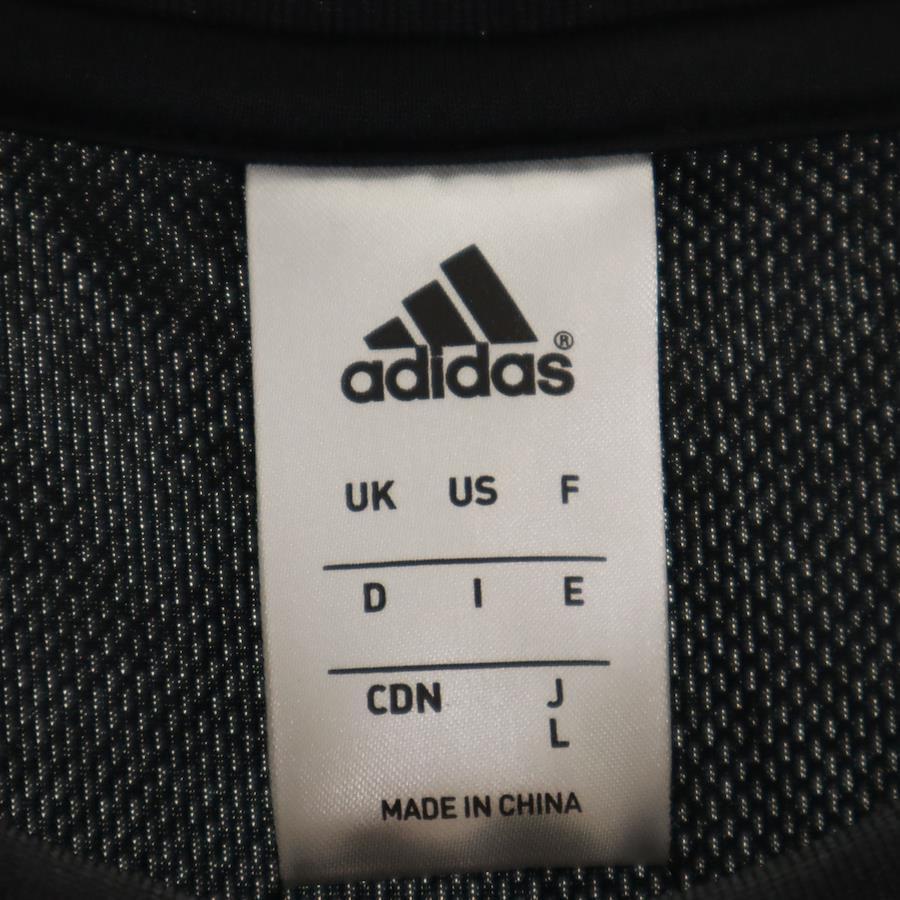 adidas®
UK US F
D I E
CDN J
L
MADE IN CHINA